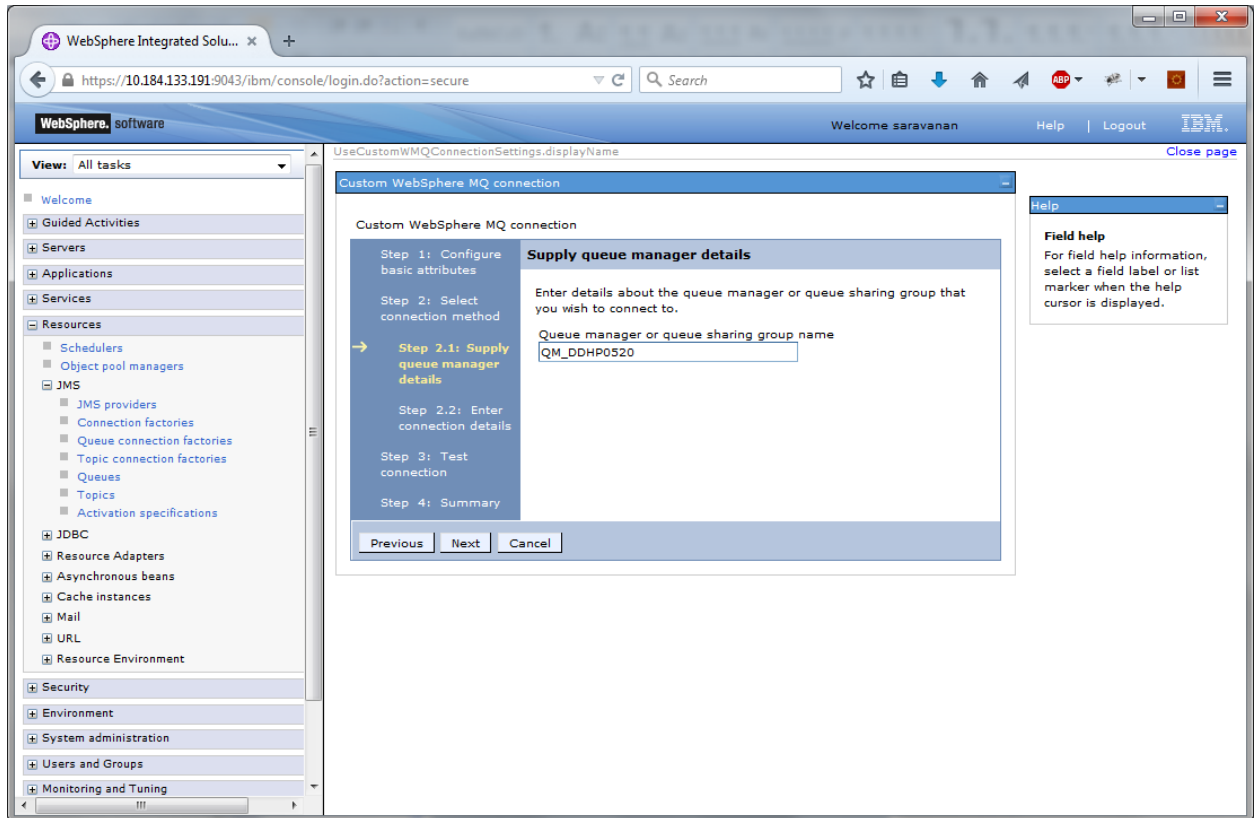 WebSphere Integrated Solu...
https://10.184.133.191:9043/ibm/console/login.do?action=secure
Search
ABP
WebSphere. software
Welcome saravanan
Help | Logout
IBM.
View: All tasks
Welcome
Guided Activities
Servers
Applications
Services
Resources
Schedulers
Object pool managers
JMS
JMS providers
Connection factories
Queue connection factories
Topic connection factories
Queues
Topics
Activation specifications
JDBC
Resource Adapters
Asynchronous beans
Cache instances
Mail
URL
Resource Environment
Security
Environment
System administration
Users and Groups
Monitoring and Tuning
UseCustomWMQConnectionSettings.displayName
Close page
Custom WebSphere MQ connection
Custom WebSphere MQ connection
Step 1: Configure
basic attributes
Step 2: Select
connection method
Step 2.1: Supply
queue manager
details
Step 2.2: Enter
connection details
Step 3: Test
connection
Step 4: Summary
Supply queue manager details
Enter details about the queue manager or queue sharing group that
you wish to connect to.
Queue manager or queue sharing group name
QM_DDHP0520
Previous
Next
Cancel
Help
Field help
For field help information,
select a field label or list
marker when the help
cursor is displayed.